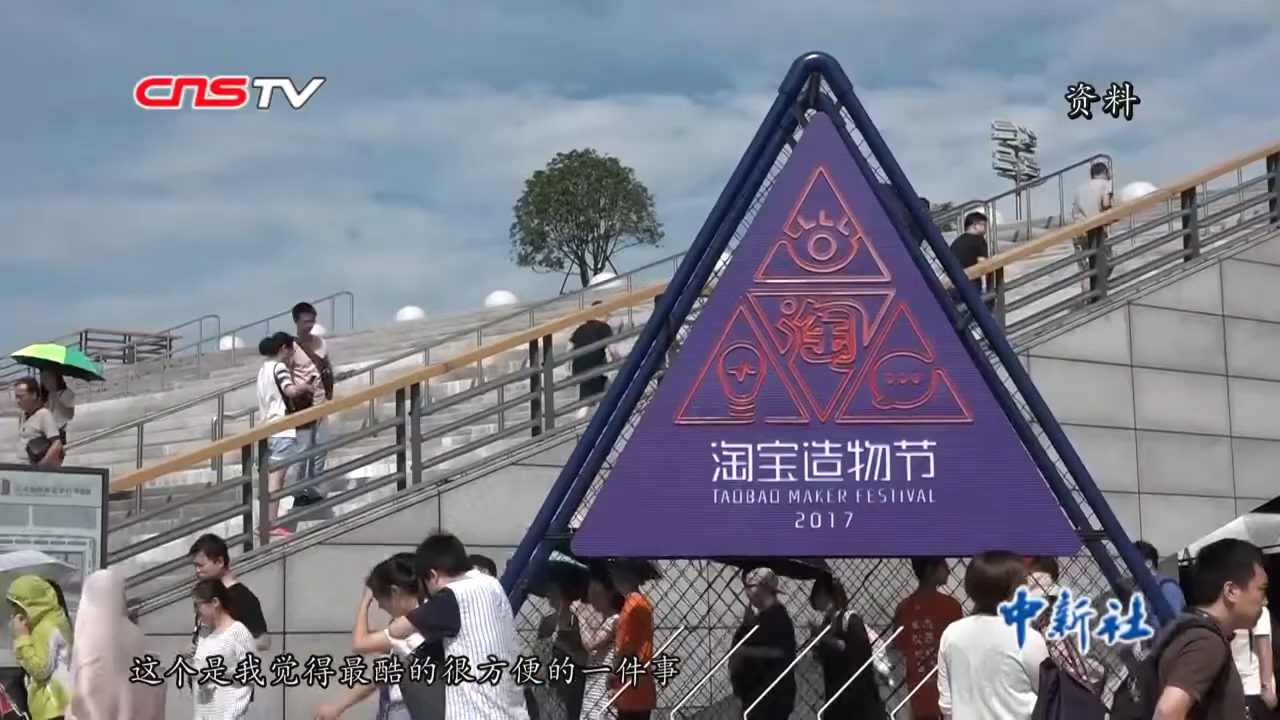 CNSTV
资料
淘
淘宝造物节
TAOBAO MAKER FESTIVAL
2017
中新社
这个是我觉得最酷的很方便的一件事